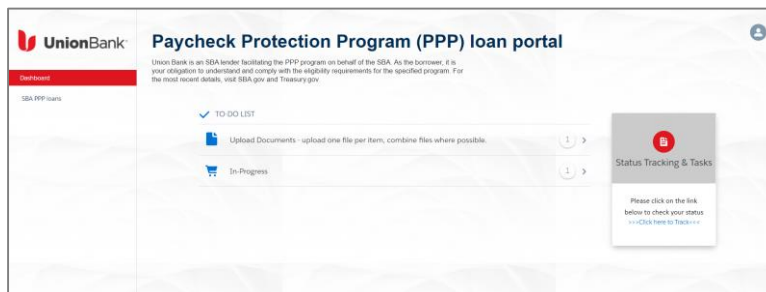 UnionBank
Paycheck Protection Program (PPP) loan portal
Union Bank is an SBA lender facilitating the PPP program on behalf of the SBA. As the borrower, it is
your obligation to understand and comply with the eligibility requirements for the specified program. For
the most recent details, visit SBA.gov and Treasury.gov
Dashboard
SBA PPP loans
TO DO LIST
Upload Documents - upload one file per item, combine files where possible. 1 >
In-Progress 1 >
Status Tracking & Tasks
Please click on the link
below to check your status
>>>Click here to Track<<<